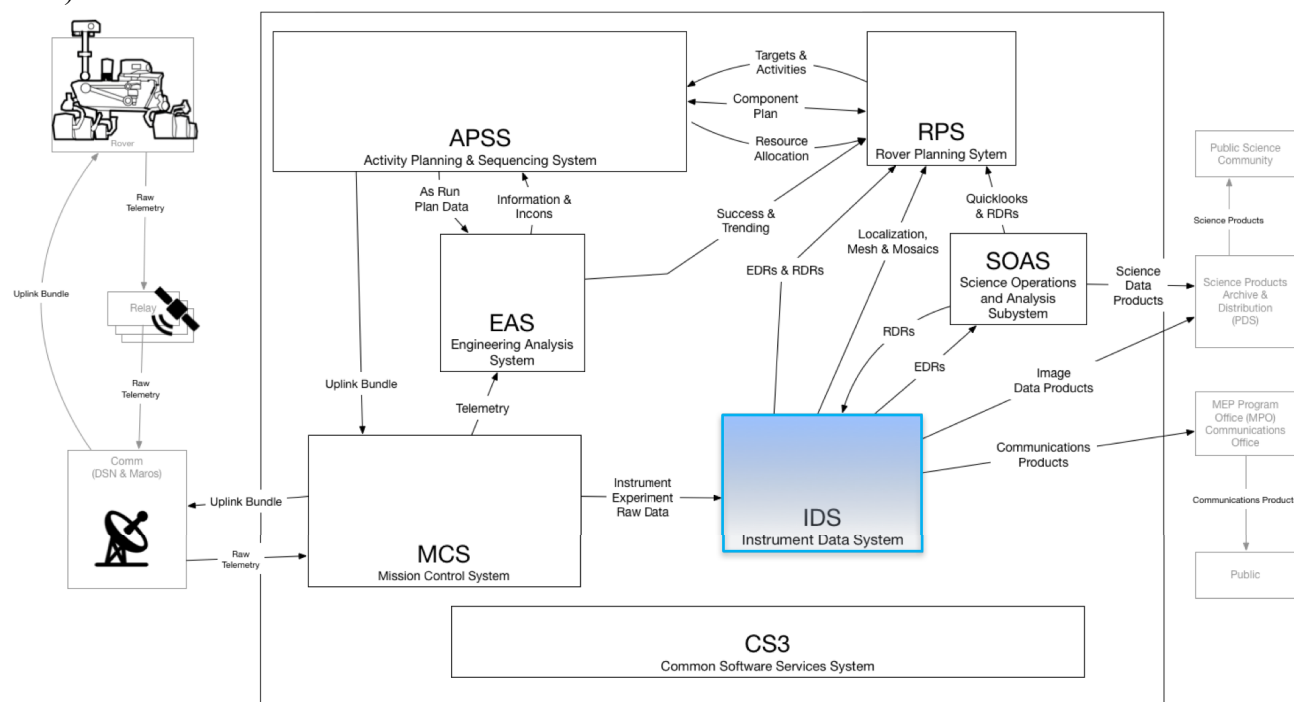 )
Rover
Raw
Telemetry
Uplink Bundle
Relay
Raw
Telemetry
Comm
(DSN & Maros)
Uplink Bundle
Raw
Telemetry
APSS
Activity Planning & Sequencing System
Targets &
Activities
Component
Plan
Resource
Allocation
RPS
Rover Planning Sytem
As Run
Plan Data
Information &
Incons
Success &
Trending
EAS
Engineering Analysis
System
Uplink Bundle
Telemetry
EDRs & RDRs
Localization,
Mesh & Mosaics
Quicklooks
& RDRs
SOAS
Science Operations
and Analysis
Subystem
RDRs
EDRs
Science
Data
Products
Image
Data Products
Communications
Products
MCS
Mission Control System
Instrument
Experiment
Raw Data
IDS
Instrument Data System
CS3
Common Software Services System
Public Science
Community
Science Products
Science Products
Archive &
Distribution
(PDS)
MEP Program
Office (MPO)
Communications
Office
Communications Product
Public